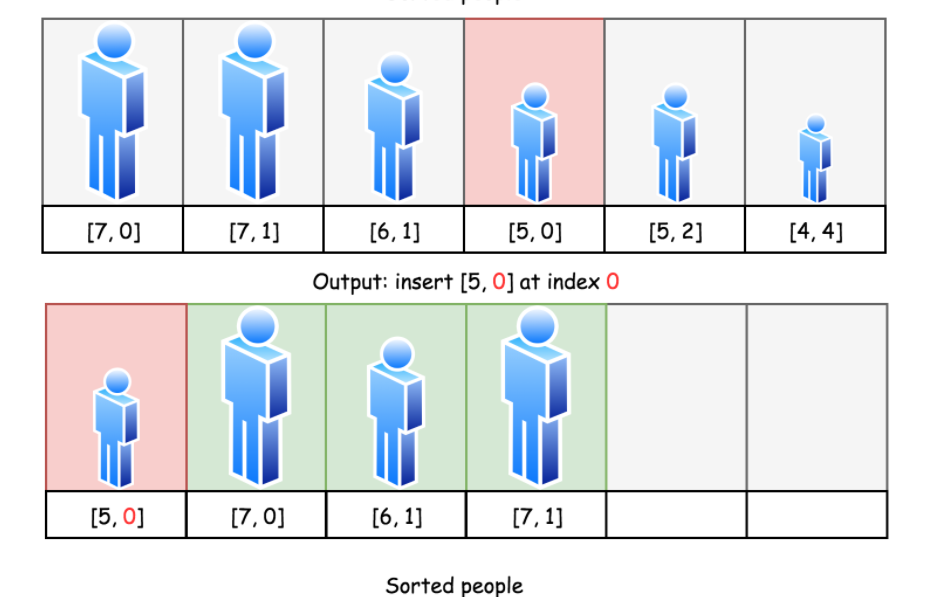 [7, 0] [7, 1] [6, 1] [5, 0] [5, 2] [4, 4]
Output: insert [5, 0] at index 0
[5, 0] [7, 0] [6, 1] [7, 1]
Sorted people